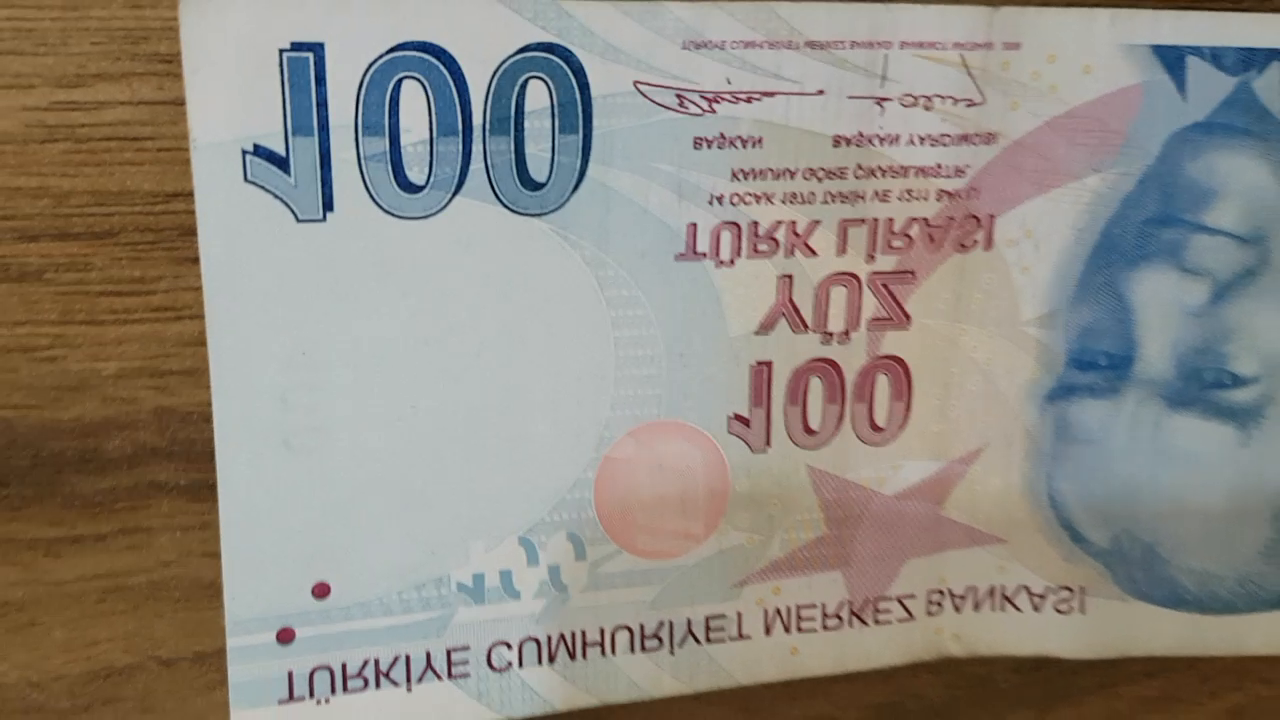 TÜRKİYE CUMHURİYET MERKEZ BANKASI
100
100
YÜZ
TÜRK LİRASI
14 OCAK 1970 TARİH VE 1211 SAYILI
KANUNA GÖRE ÇIKARILMIŞTIR.
BAŞKAN BAŞKAN YARDIMCISI
TÜRKİYE CUMHURİYET MERKEZ BANKASI BANKNOT MATBAASI
100